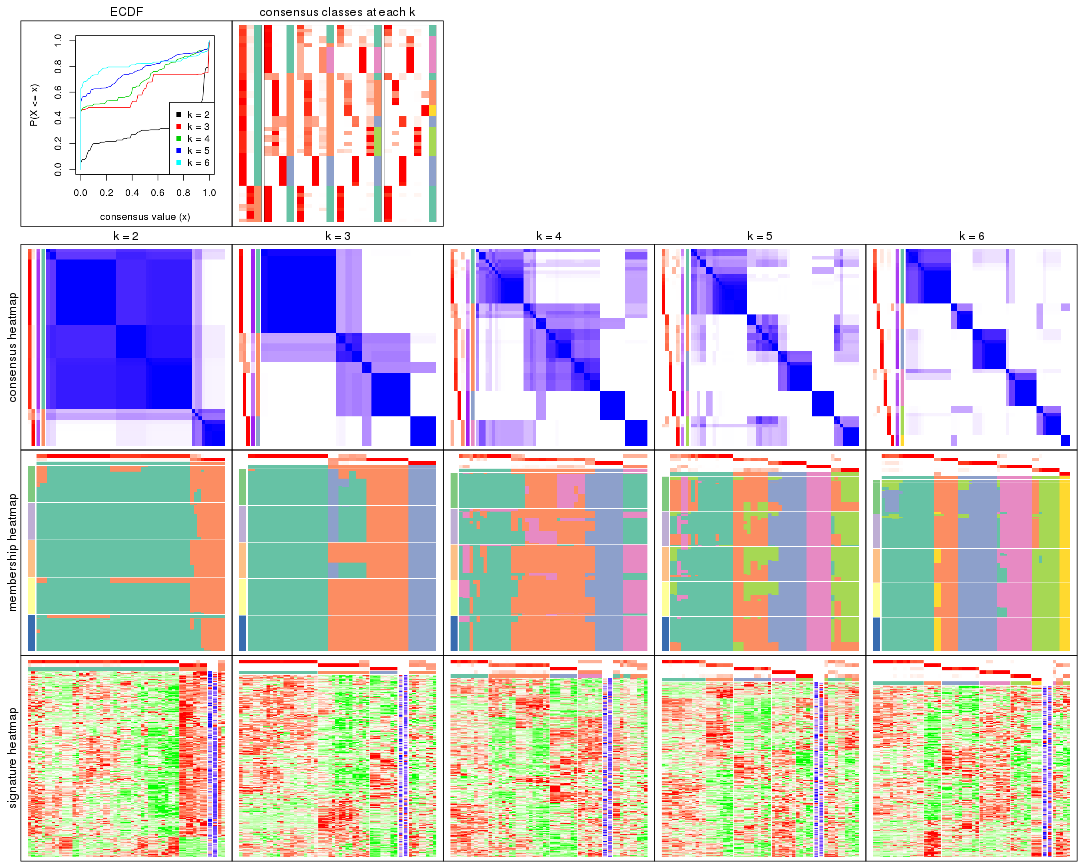 ECDF
consensus classes at each k
P(X <= x)
0.0 0.2 0.4 0.6 0.8 1.0
k = 2
k = 3
k = 4
k = 5
k = 6
0.0 0.2 0.4 0.6 0.8 1.0
consensus value (x)
k = 2
k = 3
k = 4
k = 5
k = 6
consensus heatmap
membership heatmap
signature heatmap